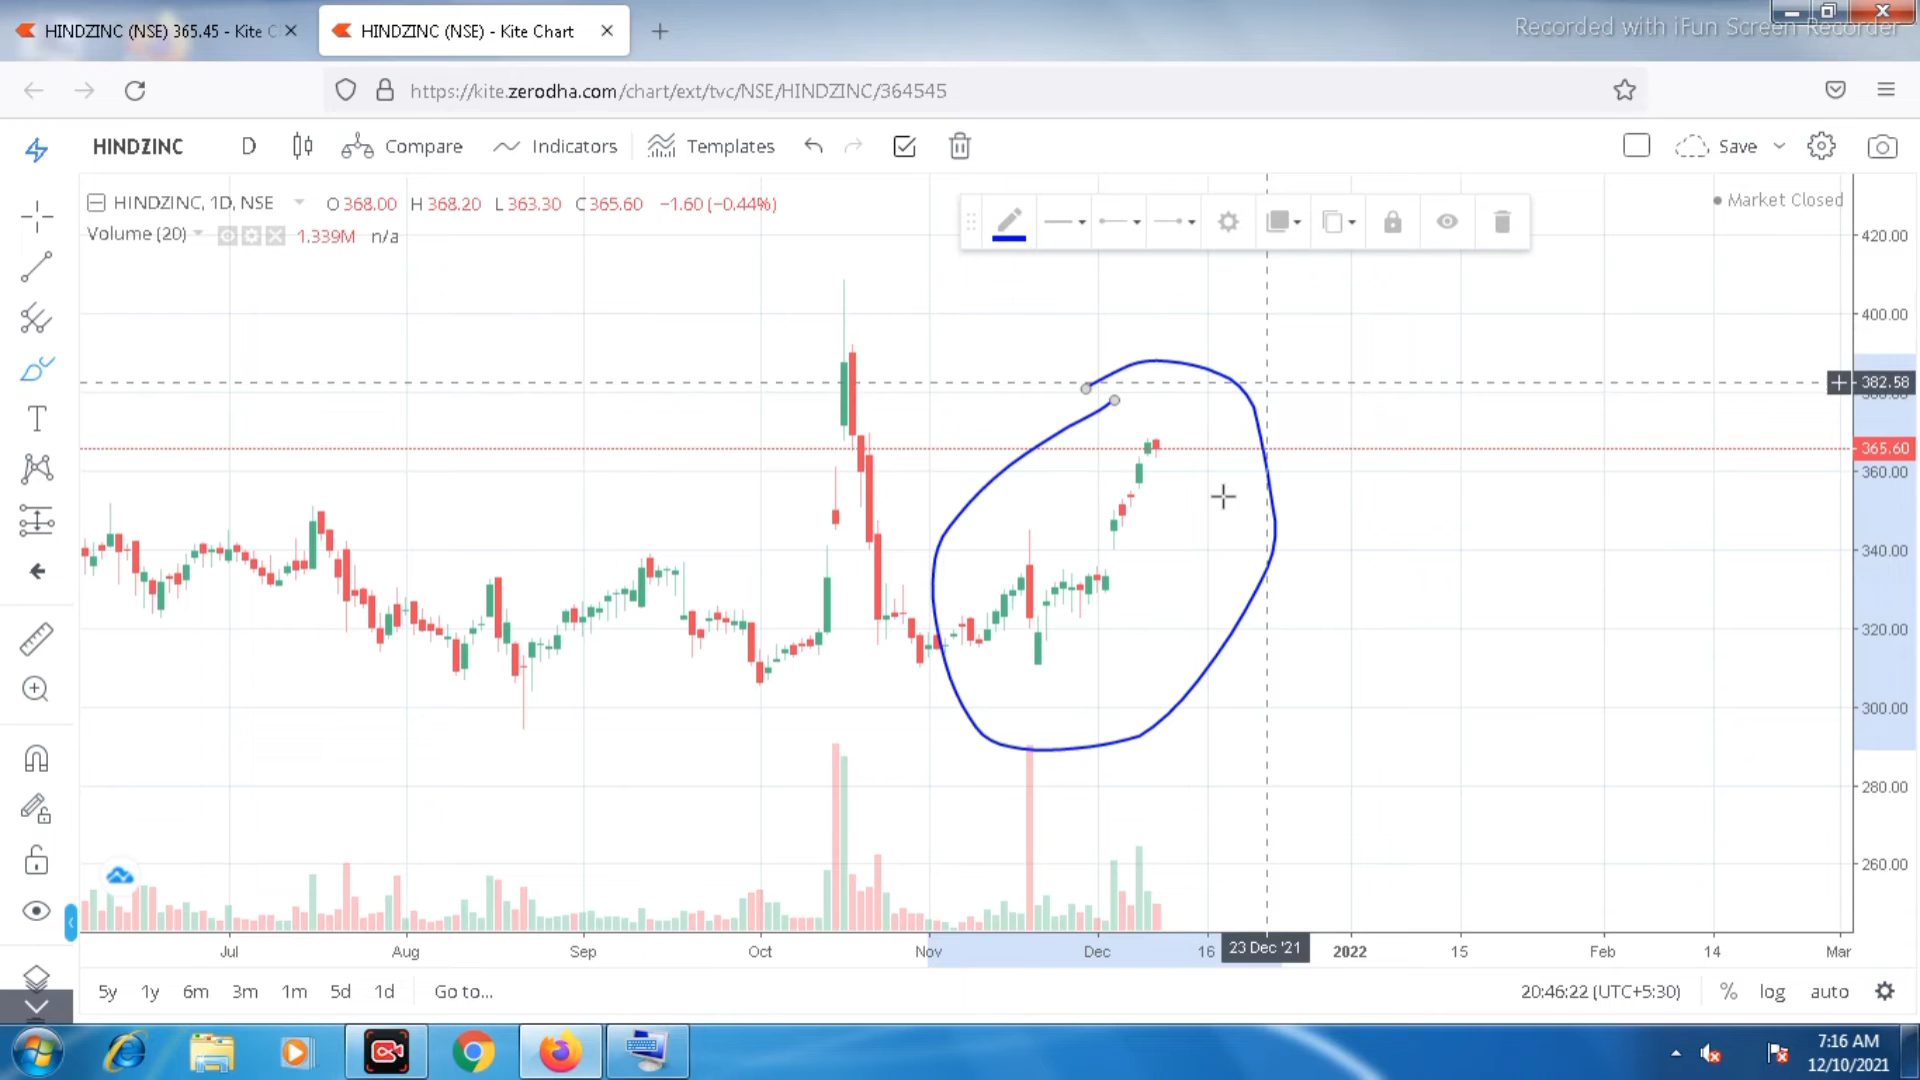 HINDZINC (NSE) 365.45 - Kite C
HINDZINC (NSE) - Kite Chart
Recorded with iFun Screen Recorder
https://kite.zerodha.com/chart/ext/tvc/NSE/HINDZINC/364545
HINDZINC D Compare Indicators Templates Save
HINDZINC, 1D, NSE O 368.00 H 368.20 L 363.30 C 365.60 −1.60 (−0.44%)
Market Closed
Volume (20) 1.339M n/a
420.00
400.00
382.58
365.60
360.00
340.00
320.00
300.00
280.00
260.00
Jul Aug Sep Oct Nov Dec 16 23 Dec '21 2022 15 Feb 14 Mar
5y 1y 6m 3m 1m 5d 1d Go to... 20:46:22 (UTC+5:30) % log auto
7:16 AM
12/10/2021